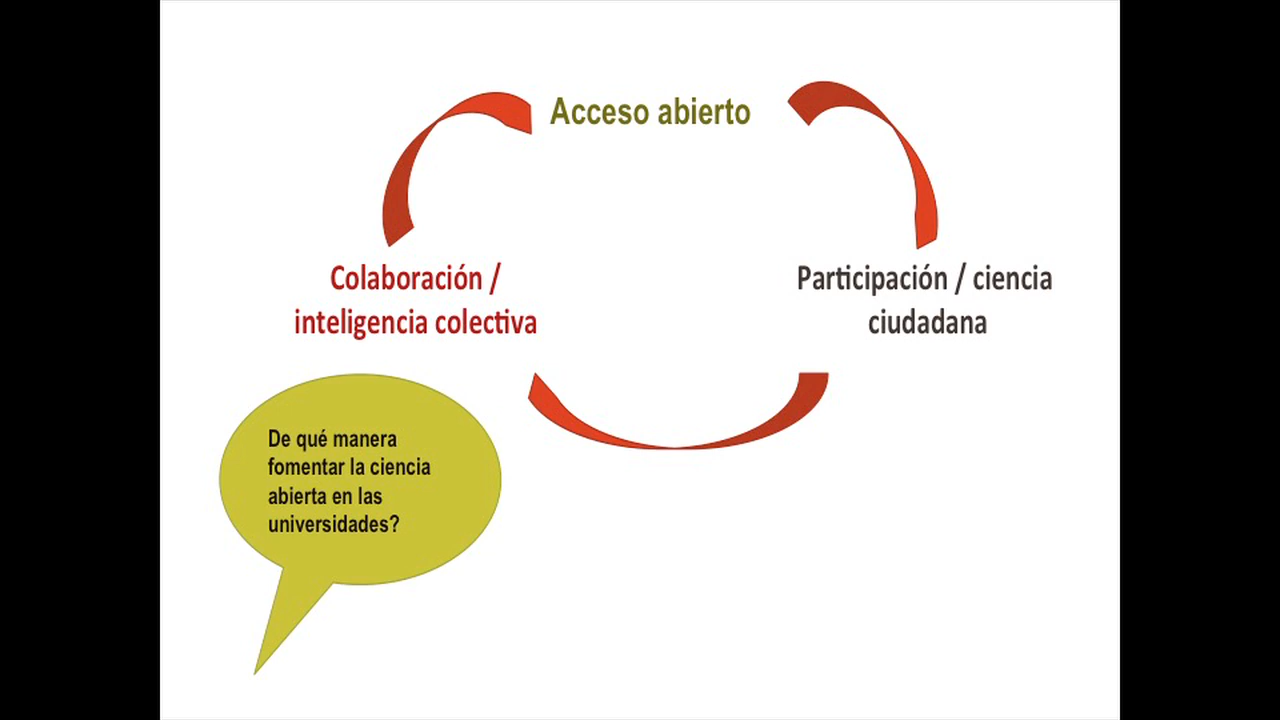 Acceso abierto
Colaboración /
inteligencia colectiva
Participación / ciencia
ciudadana
De qué manera
fomentar la ciencia
abierta en las
universidades?